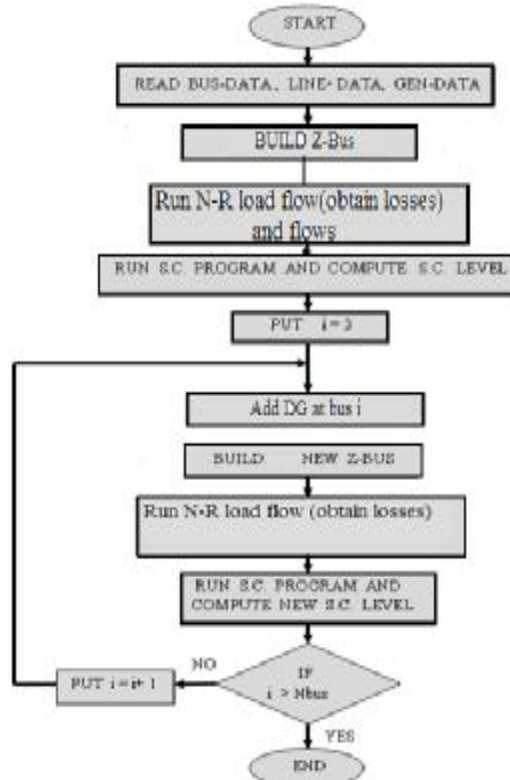 START
READ BUS-DATA, LINE- DATA, GEN-DATA
BUILD Z-Bus
Run N-R load flow(obtain losses)
and flows
RUN S.C. PROGRAM AND COMPUTE S.C. LEVEL
PUT i = 3
Add DG at bus i
BUILD NEW Z-BUS
Run N-R load flow (obtain losses)
RUN S.C. PROGRAM AND
COMPUTE NEW S.C. LEVEL
IF
i > Nbus
NO
PUT i = i+ 1
YES
END